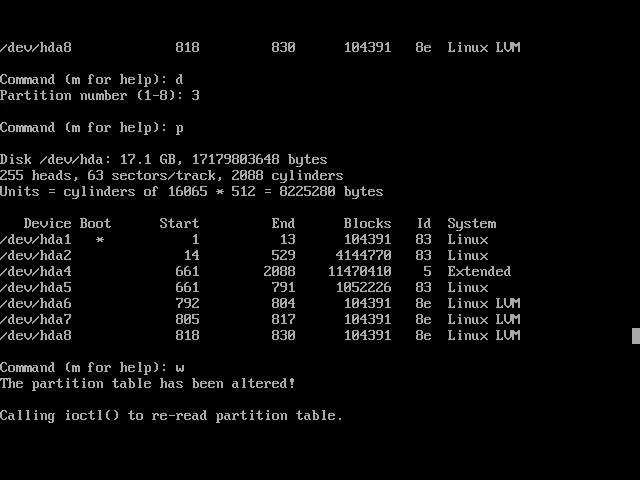 /dev/hda8 818 830 104391 8e Linux LVM
Command (m for help): d
Partition number (1-8): 3
Command (m for help): p
Disk /dev/hda: 17.1 GB, 17179803648 bytes
255 heads, 63 sectors/track, 2088 cylinders
Units = cylinders of 16065 * 512 = 8225280 bytes
Device Boot Start End Blocks Id System
/dev/hda1 * 1 13 104391 83 Linux
/dev/hda2 14 529 4144770 83 Linux
/dev/hda4 661 2088 11470410 5 Extended
/dev/hda5 661 791 1052226 83 Linux
/dev/hda6 792 804 104391 8e Linux LVM
/dev/hda7 805 817 104391 8e Linux LVM
/dev/hda8 818 830 104391 8e Linux LVM
Command (m for help): w
The partition table has been altered!
Calling ioctl() to re-read partition table.